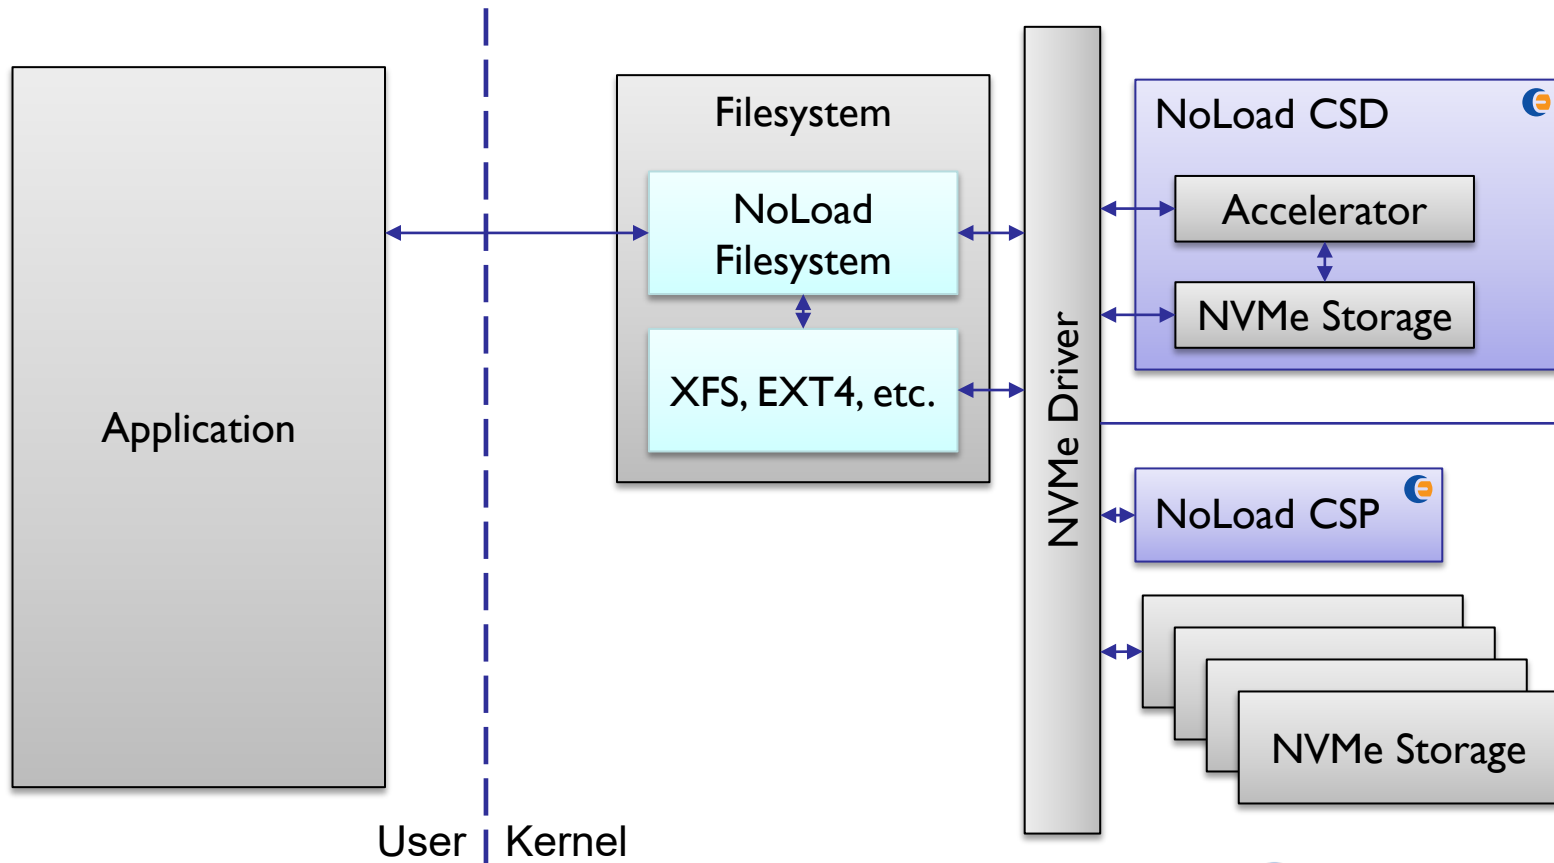 Application
User
Kernel
Filesystem
NoLoad
Filesystem
XFS, EXT4, etc.
NVMe Driver
NoLoad CSD
Accelerator
NVMe Storage
NoLoad CSP
NVMe Storage